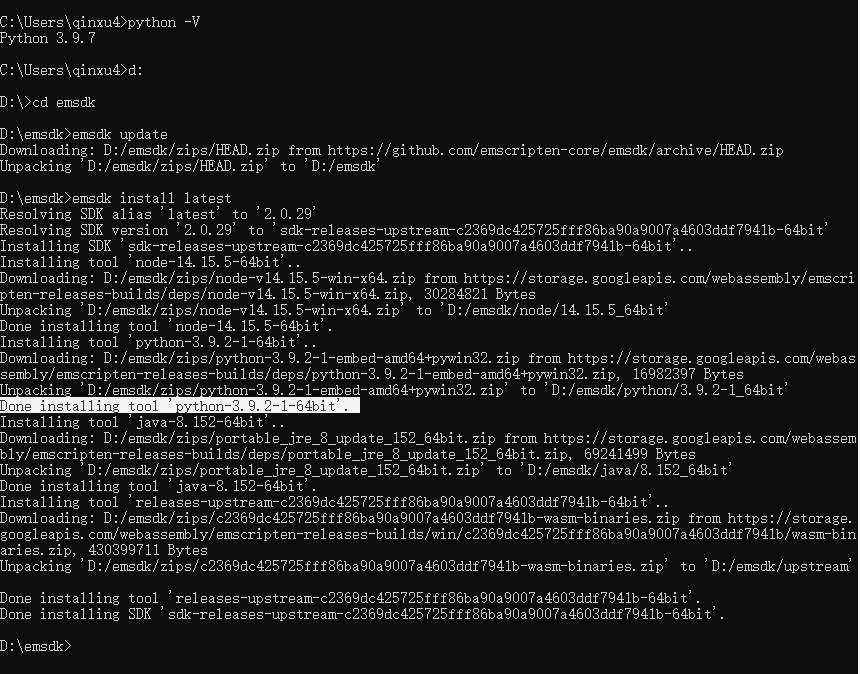 C:\Users\qinxu4>python -V
Python 3.9.7
C:\Users\qinxu4>d:
D:\>cd emsdk
D:\emsdk>emsdk update
Downloading: D:/emsdk/zips/HEAD.zip from https://github.com/emscripten-core/emsdk/archive/HEAD.zip
Unpacking 'D:/emsdk/zips/HEAD.zip' to 'D:/emsdk'
D:\emsdk>emsdk install latest
Resolving SDK alias 'latest' to '2.0.29'
Resolving SDK version '2.0.29' to 'sdk-releases-upstream-c2369dc425725fff86ba90a9007a4603ddf7941b-64bit'
Installing SDK 'sdk-releases-upstream-c2369dc425725fff86ba90a9007a4603ddf7941b-64bit'..
Installing tool 'node-14.15.5-64bit'..
Downloading: D:/emsdk/zips/node-v14.15.5-win-x64.zip from https://storage.googleapis.com/webassembly/emscri
pten-releases-builds/deps/node-v14.15.5-win-x64.zip, 30284821 Bytes
Unpacking 'D:/emsdk/zips/node-v14.15.5-win-x64.zip' to 'D:/emsdk/node/14.15.5_64bit'
Done installing tool 'node-14.15.5-64bit'.
Installing tool 'python-3.9.2-1-64bit'..
Downloading: D:/emsdk/zips/python-3.9.2-1-embed-amd64+pywin32.zip from https://storage.googleapis.com/webas
sembly/emscripten-releases-builds/deps/python-3.9.2-1-embed-amd64+pywin32.zip, 16982397 Bytes
Unpacking 'D:/emsdk/zips/python-3.9.2-1-embed-amd64+pywin32.zip' to 'D:/emsdk/python/3.9.2-1_64bit'
Done installing tool 'python-3.9.2-1-64bit'.
Installing tool 'java-8.152-64bit'..
Downloading: D:/emsdk/zips/portable_jre_8_update_152_64bit.zip from https://storage.googleapis.com/webassem
bly/emscripten-releases-builds/deps/portable_jre_8_update_152_64bit.zip, 69241499 Bytes
Unpacking 'D:/emsdk/zips/portable_jre_8_update_152_64bit.zip' to 'D:/emsdk/java/8.152_64bit'
Done installing tool 'java-8.152-64bit'.
Installing tool 'releases-upstream-c2369dc425725fff86ba90a9007a4603ddf7941b-64bit'..
Downloading: D:/emsdk/zips/c2369dc425725fff86ba90a9007a4603ddf7941b-wasm-binaries.zip from https://storage.
googleapis.com/webassembly/emscripten-releases-builds/win/c2369dc425725fff86ba90a9007a4603ddf7941b/wasm-bin
aries.zip, 430399711 Bytes
Unpacking 'D:/emsdk/zips/c2369dc425725fff86ba90a9007a4603ddf7941b-wasm-binaries.zip' to 'D:/emsdk/upstream'
Done installing tool 'releases-upstream-c2369dc425725fff86ba90a9007a4603ddf7941b-64bit'.
Done installing SDK 'sdk-releases-upstream-c2369dc425725fff86ba90a9007a4603ddf7941b-64bit'.
D:\emsdk>